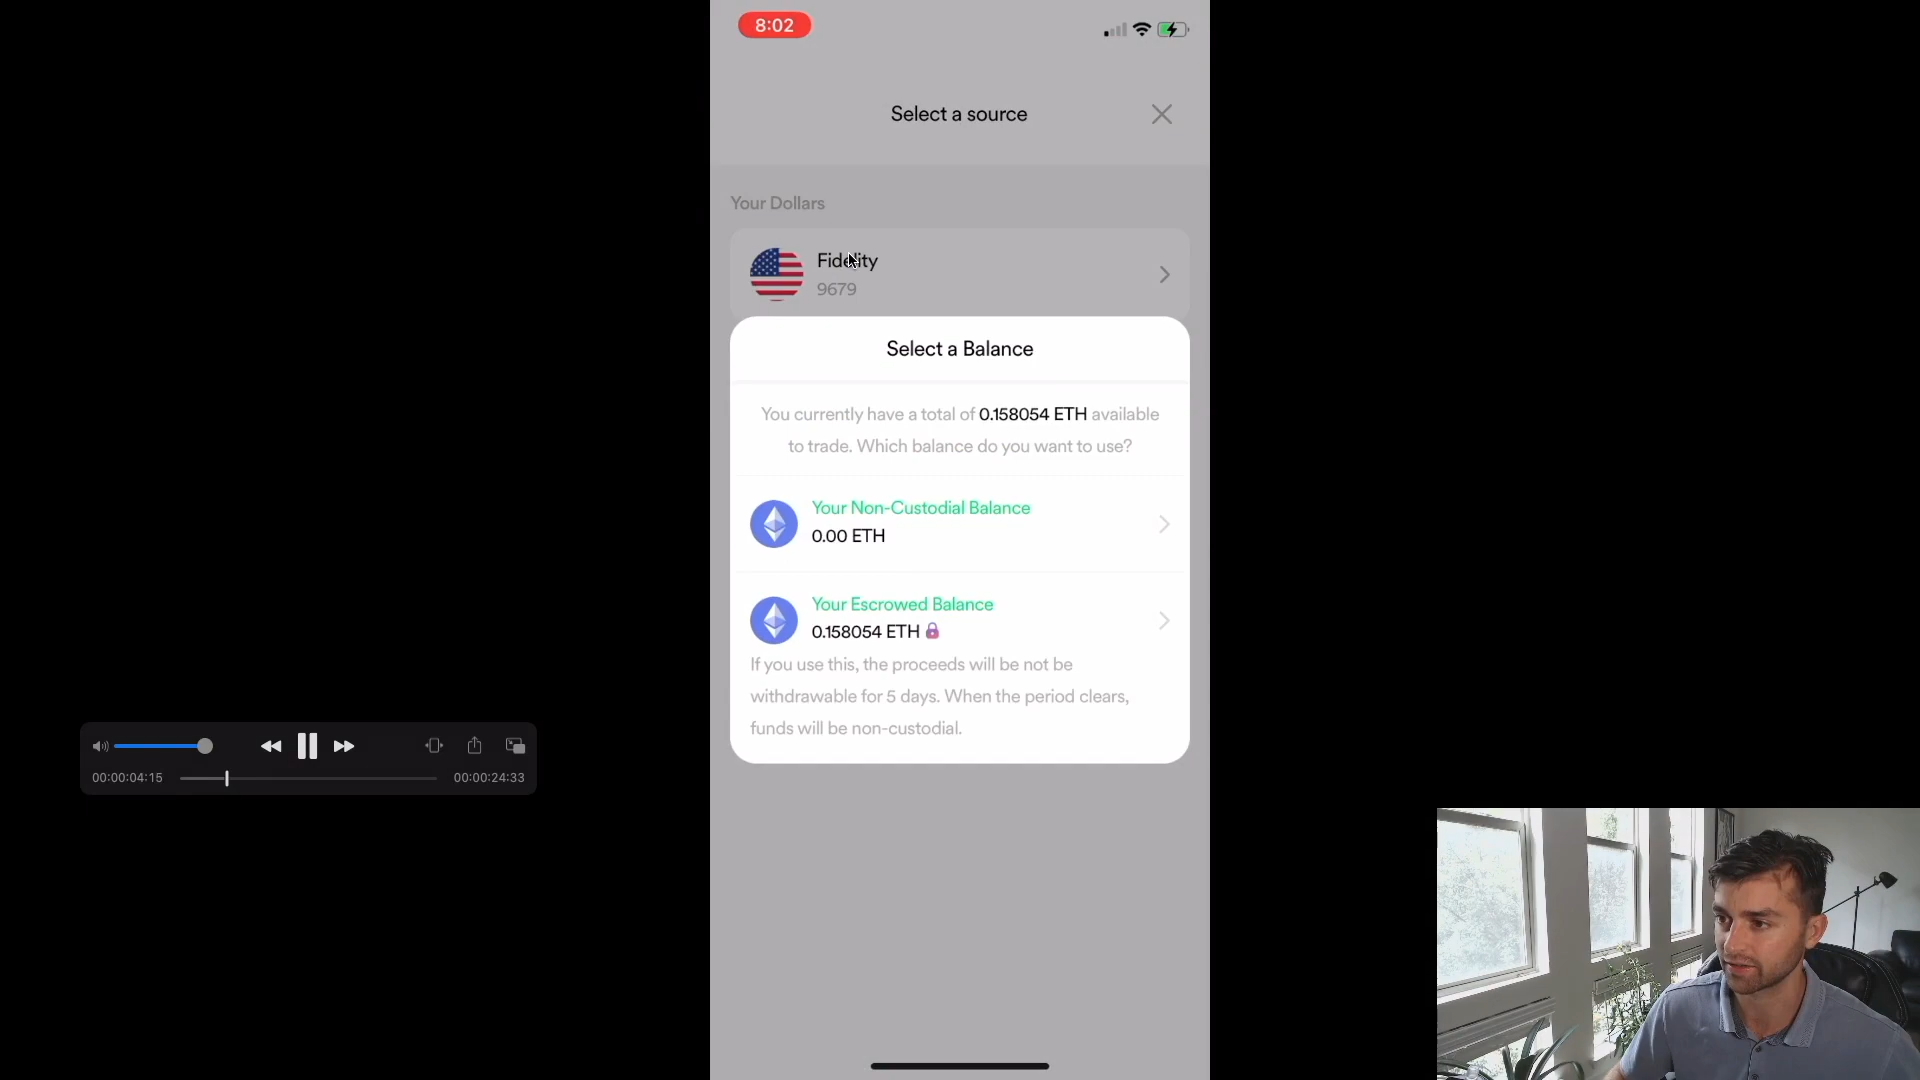 8:02
Select a source
Your Dollars
Fidelity
9679
Select a Balance
You currently have a total of 0.158054 ETH available
to trade. Which balance do you want to use?
Your Non-Custodial Balance
0.00 ETH
Your Escrowed Balance
0.158054 ETH
If you use this, the proceeds will be not be
withdrawable for 5 days. When the period clears,
funds will be non-custodial.
00:00:04:15
00:00:24:33